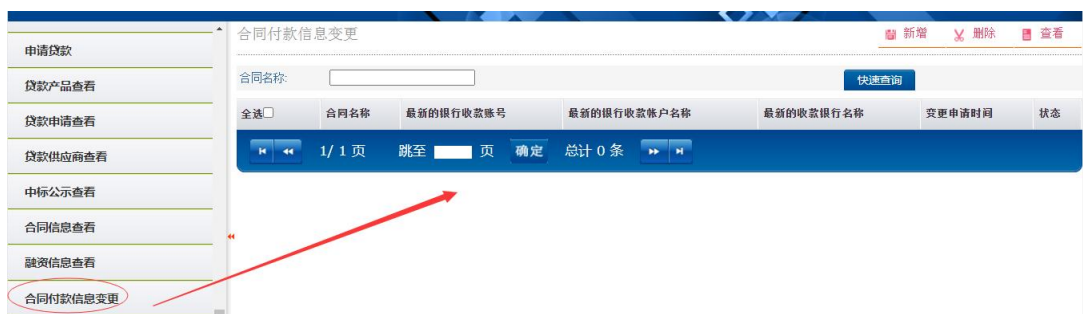 合同付款信息变更 新增 删除 查看
申请贷款
贷款产品查看
贷款申请查看
贷款供应商查看
中标公示查看
合同信息查看
融资信息查看
合同付款信息变更
合同名称: 快速查询
全选 合同名称 最新的银行收款账号 最新的银行收款帐户名称 最新的收款银行名称 变更申请时间 状态
1/ 1 页 跳至 页 确定 总计 0 条